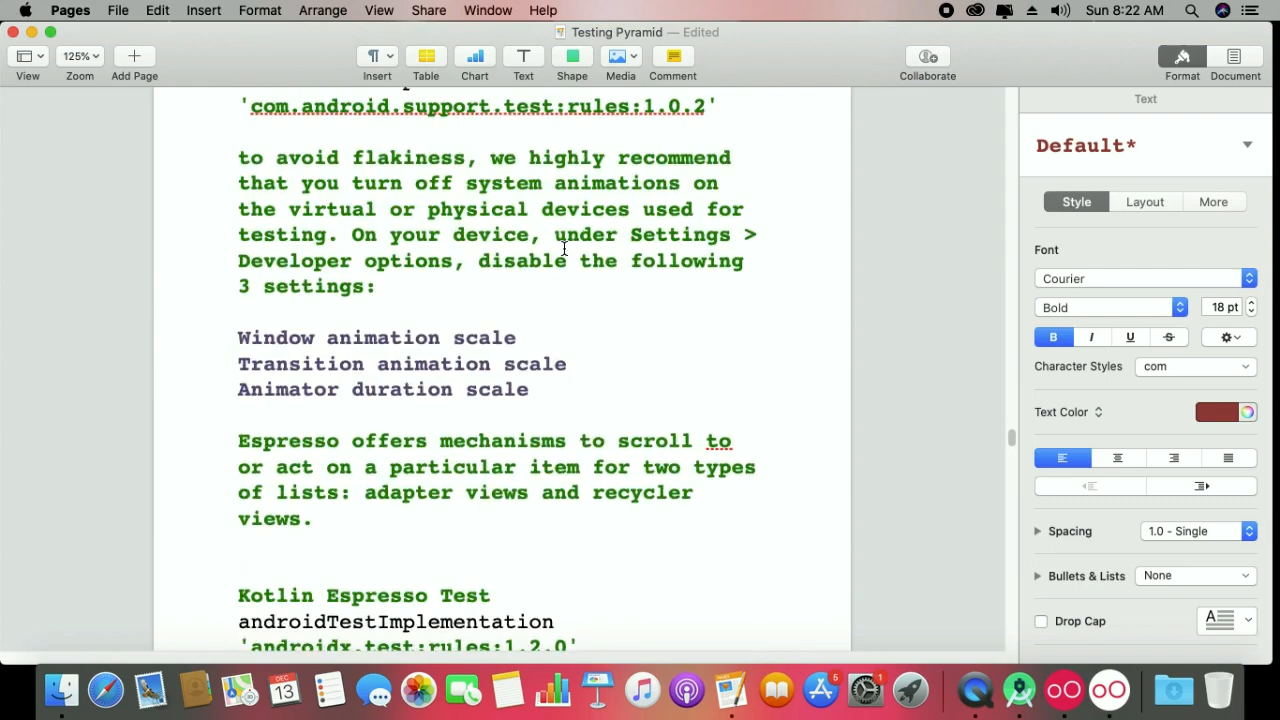 Pages File Edit Insert Format Arrange View Share Window Help Sun 8:22 AM
Testing Pyramid — Edited
125%
View Zoom Add Page Insert Table Chart Text Shape Media Comment Collaborate Format Document
'com.android.support.test:rules:1.0.2'
to avoid flakiness, we highly recommend
that you turn off system animations on
the virtual or physical devices used for
testing. On your device, under Settings >
Developer options, disable the following
3 settings:
Window animation scale
Transition animation scale
Animator duration scale
Espresso offers mechanisms to scroll to
or act on a particular item for two types
of lists: adapter views and recycler
views.
Kotlin Espresso Test
androidTestImplementation
'androidx.test:rules:1.2.0'
Text
Default*
Style Layout More
Font
Courier
Bold 18 pt
B I U S
Character Styles com
Text Color
Spacing 1.0 - Single
Bullets & Lists None
Drop Cap A
DEC 13
5
1